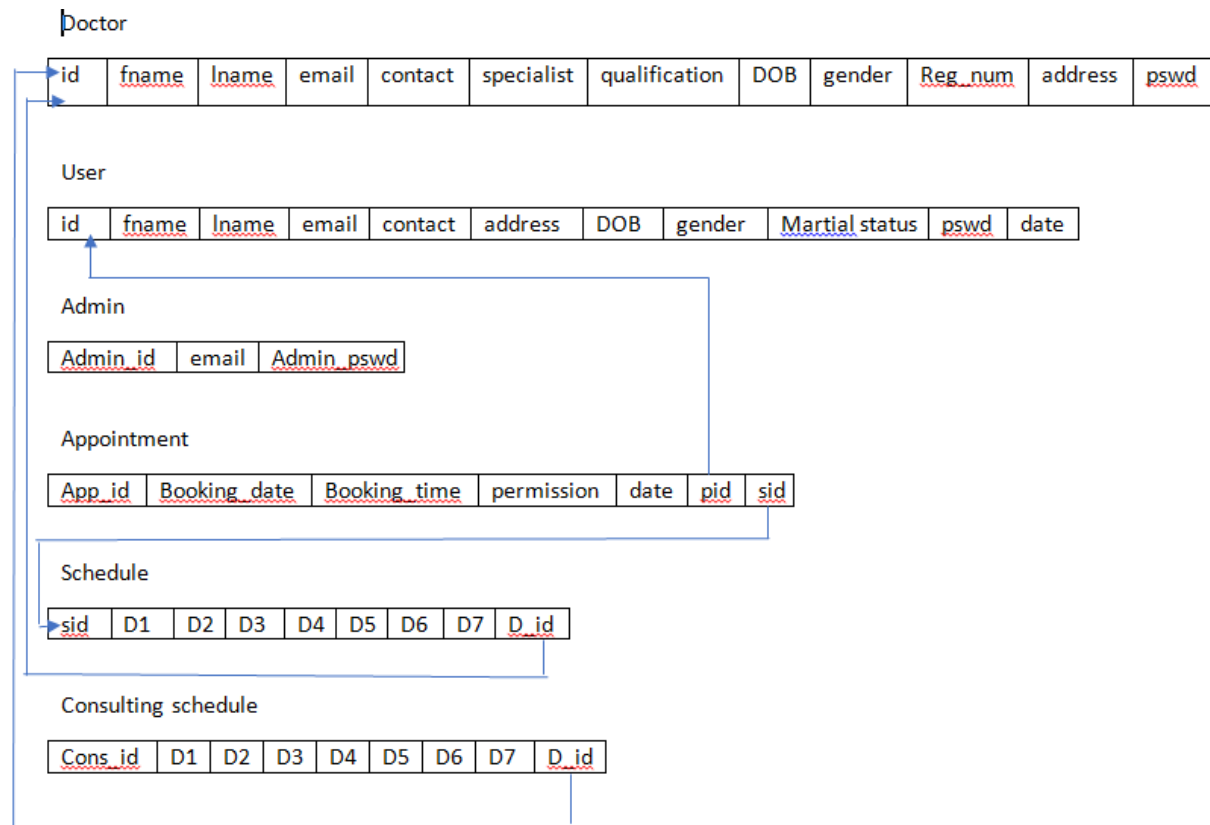 Doctor
id fname lname email contact specialist qualification DOB gender Reg_num address pswd
User
id fname lname email contact address DOB gender Martial status pswd date
Admin
Admin_id email Admin_pswd
Appointment
App_id Booking_date Booking_time permission date pid sid
Schedule
sid D1 D2 D3 D4 D5 D6 D7 D_id
Consulting schedule
Cons_id D1 D2 D3 D4 D5 D6 D7 D_id